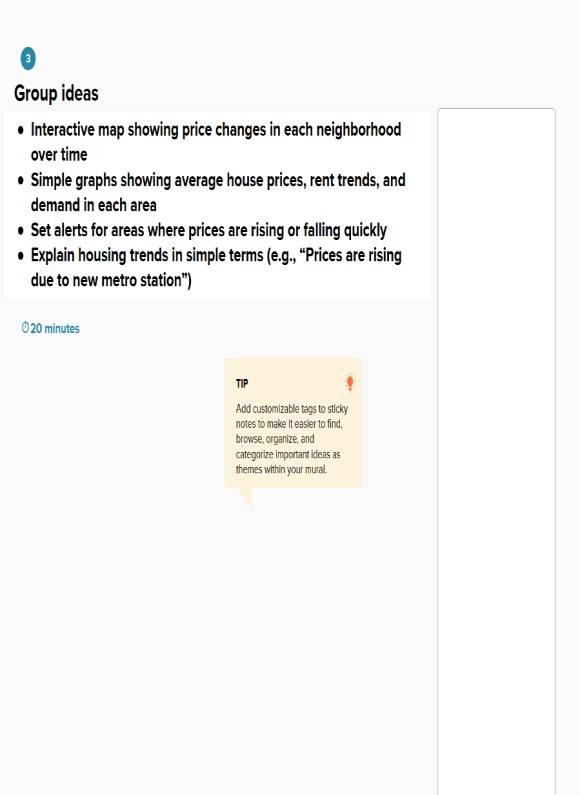 3
Group ideas
• Interactive map showing price changes in each neighborhood
over time
• Simple graphs showing average house prices, rent trends, and
demand in each area
• Set alerts for areas where prices are rising or falling quickly
• Explain housing trends in simple terms (e.g., “Prices are rising
due to new metro station”)
20 minutes
TIP
Add customizable tags to sticky
notes to make it easier to find,
browse, organize, and
categorize important ideas as
themes within your mural.